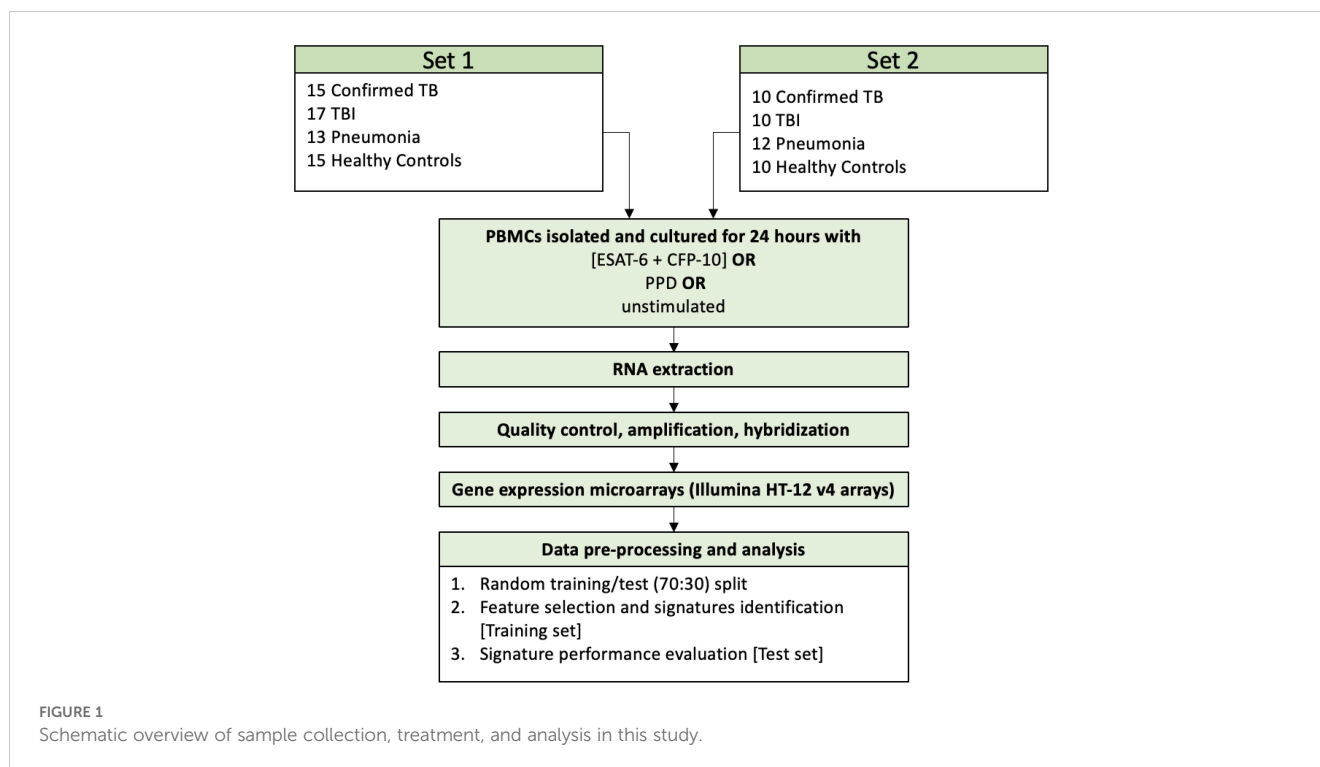 Set 1
15 Confirmed TB
17 TBI
13 Pneumonia
15 Healthy Controls
Set 2
10 Confirmed TB
10 TBI
12 Pneumonia
10 Healthy Controls
PBMCs isolated and cultured for 24 hours with
[ESAT-6 + CFP-10] OR
PPD OR
unstimulated
RNA extraction
Quality control, amplification, hybridization
Gene expression microarrays (Illumina HT-12 v4 arrays)
Data pre-processing and analysis
1. Random training/test (70:30) split
2. Feature selection and signatures identification
[Training set]
3. Signature performance evaluation [Test set]
FIGURE 1
Schematic overview of sample collection, treatment, and analysis in this study.